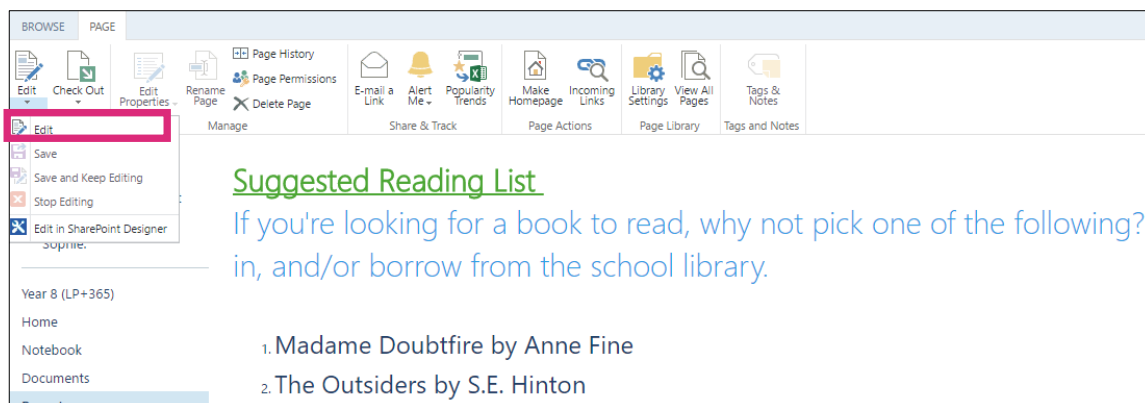 BROWSE PAGE
Edit
Check Out
Edit
Properties
Rename
Page
Page History
Page Permissions
Delete Page
E-mail a
Link
Alert
Me
Popularity
Trends
Make
Homepage
Incoming
Links
Library
Settings
View All
Pages
Tags &
Notes
Manage
Share & Track
Page Actions
Page Library
Tags and Notes
Edit
Save
Save and Keep Editing
Stop Editing
Edit in SharePoint Designer
Sophie.
Year 8 (LP+365)
Home
Notebook
Documents
Suggested Reading List
If you're looking for a book to read, why not pick one of the following?
in, and/or borrow from the school library.
1. Madame Doubtfire by Anne Fine
2. The Outsiders by S.E. Hinton